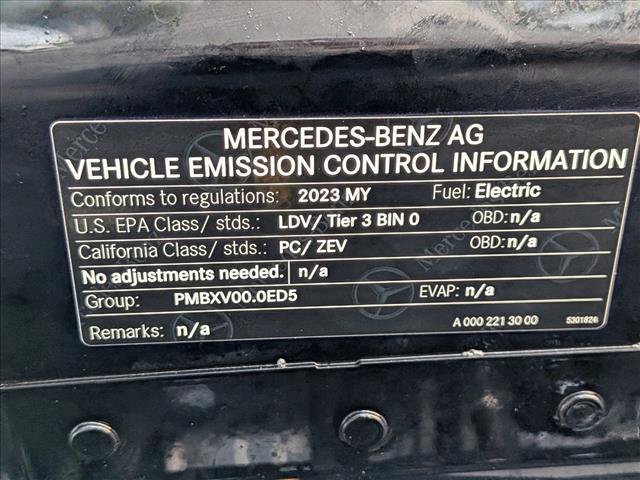 MERCEDES-BENZ AG
VEHICLE EMISSION CONTROL INFORMATION
Conforms to regulations: 2023 MY Fuel: Electric
U.S. EPA Class/ stds.: LDV/ Tier 3 BIN 0 OBD: n/a
California Class/ stds.: PC/ ZEV OBD: n/a
No adjustments needed. n/a
Group: PMBXV00.0ED5 EVAP: n/a
Remarks: n/a A 000 221 30 00 5301824